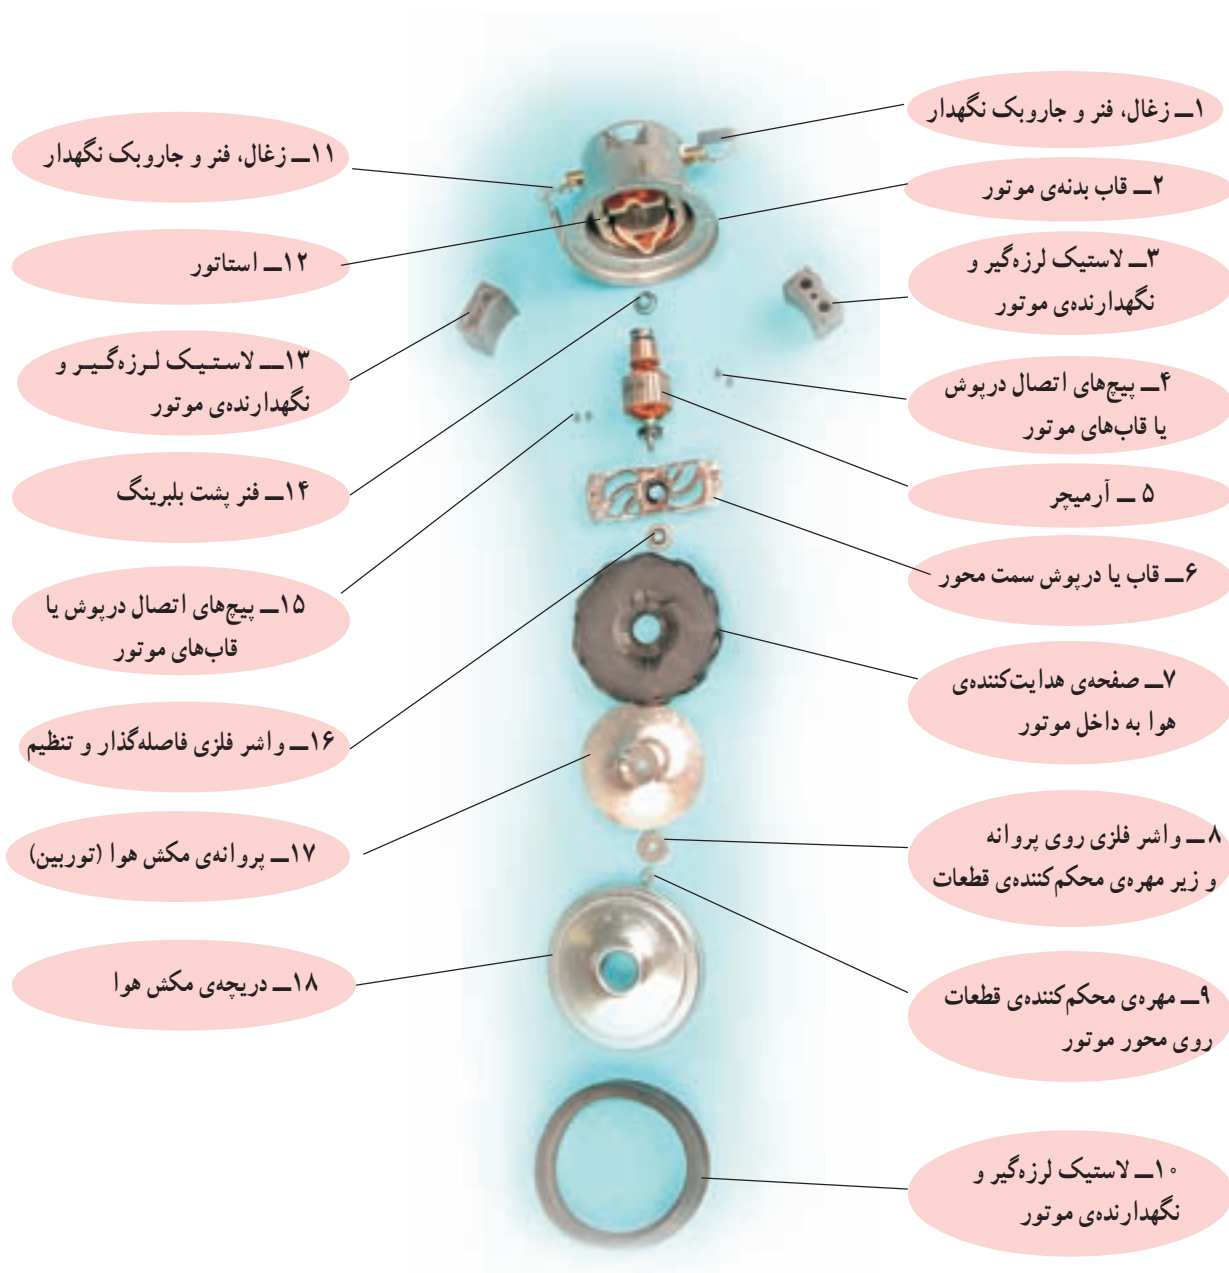 ۱ــ زغال، فنر و جاروبک نگهدار
۲ــ قاب بدنه‌ی موتور
۳ــ لاستیک لرزه‌گیر و
نگهدارنده‌ی موتور
۴ــ پیچ‌های اتصال درپوش
یا قاب‌های موتور
۵ ــ آرمیچر
۶ــ قاب یا درپوش سمت محور
۷ــ صفحه‌ی هدایت‌کننده‌ی
هوا به داخل موتور
۸ ــ واشر فلزی روی پروانه
و زیر مهره‌ی محکم‌کننده‌ی قطعات
۹ــ مهره‌ی محکم‌کننده‌ی قطعات
روی محور موتور
۱۰ــ لاستیک لرزه‌گیر و
نگهدارنده‌ی موتور
۱۱ــ زغال، فنر و جاروبک نگهدار
۱۲ــ استاتور
۱۳ــ لاسـتـیـک لـرزه‌گـیـر و
نگهدارنده‌ی موتور
۱۴ــ فنر پشت بلبرینگ
۱۵ــ پیچ‌های اتصال درپوش یا
قاب‌های موتور
۱۶ــ واشر فلزی فاصله‌گذار و تنظیم
۱۷ــ پروانه‌ی مکش هوا (توربین)
۱۸ــ دریچه‌ی مکش هوا